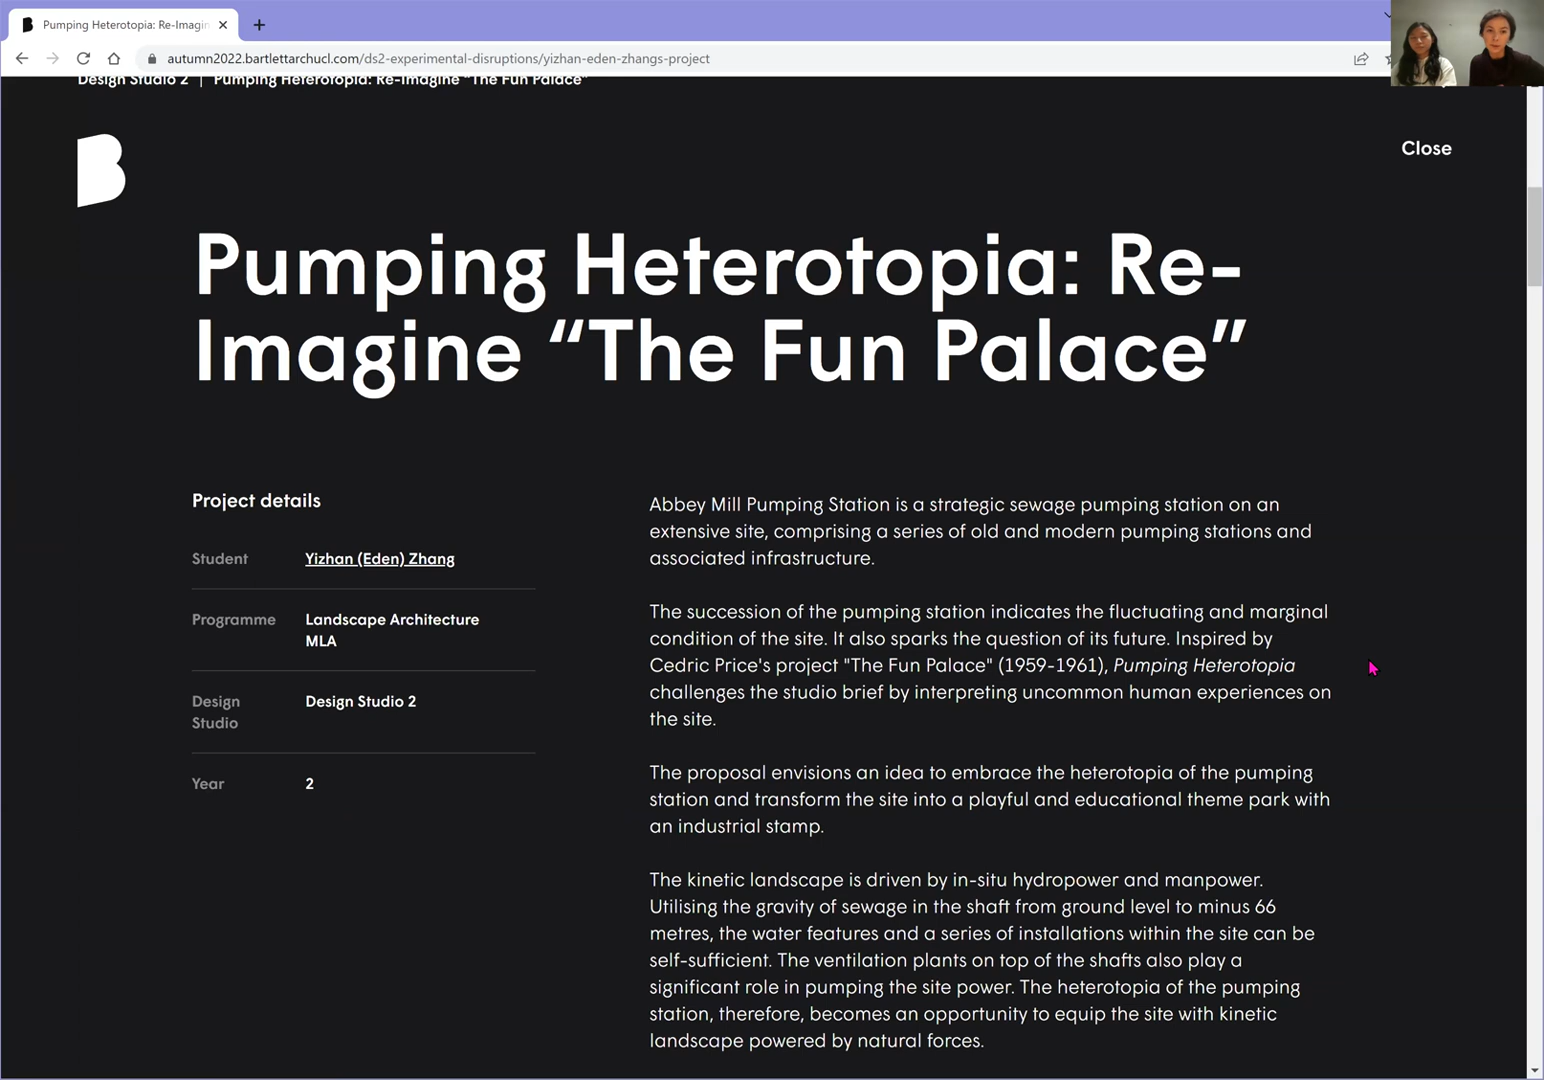 Pumping Heterotopia: Re-Imagin
autumn2022.bartlettarchucl.com/ds2-experimental-disruptions/yizhan-eden-zhangs-project
Design Studio 2 | Pumping Heterotopia: Re-Imagine “The Fun Palace”
B
Close
Pumping Heterotopia: Re-
Imagine “The Fun Palace”
Project details
Student Yizhan (Eden) Zhang
Programme Landscape Architecture
MLA
Design Design Studio 2
Studio
Year 2
Abbey Mill Pumping Station is a strategic sewage pumping station on an
extensive site, comprising a series of old and modern pumping stations and
associated infrastructure.
The succession of the pumping station indicates the fluctuating and marginal
condition of the site. It also sparks the question of its future. Inspired by
Cedric Price's project "The Fun Palace" (1959-1961), Pumping Heterotopia
challenges the studio brief by interpreting uncommon human experiences on
the site.
The proposal envisions an idea to embrace the heterotopia of the pumping
station and transform the site into a playful and educational theme park with
an industrial stamp.
The kinetic landscape is driven by in-situ hydropower and manpower.
Utilising the gravity of sewage in the shaft from ground level to minus 66
metres, the water features and a series of installations within the site can be
self-sufficient. The ventilation plants on top of the shafts also play a
significant role in pumping the site power. The heterotopia of the pumping
station, therefore, becomes an opportunity to equip the site with kinetic
landscape powered by natural forces.